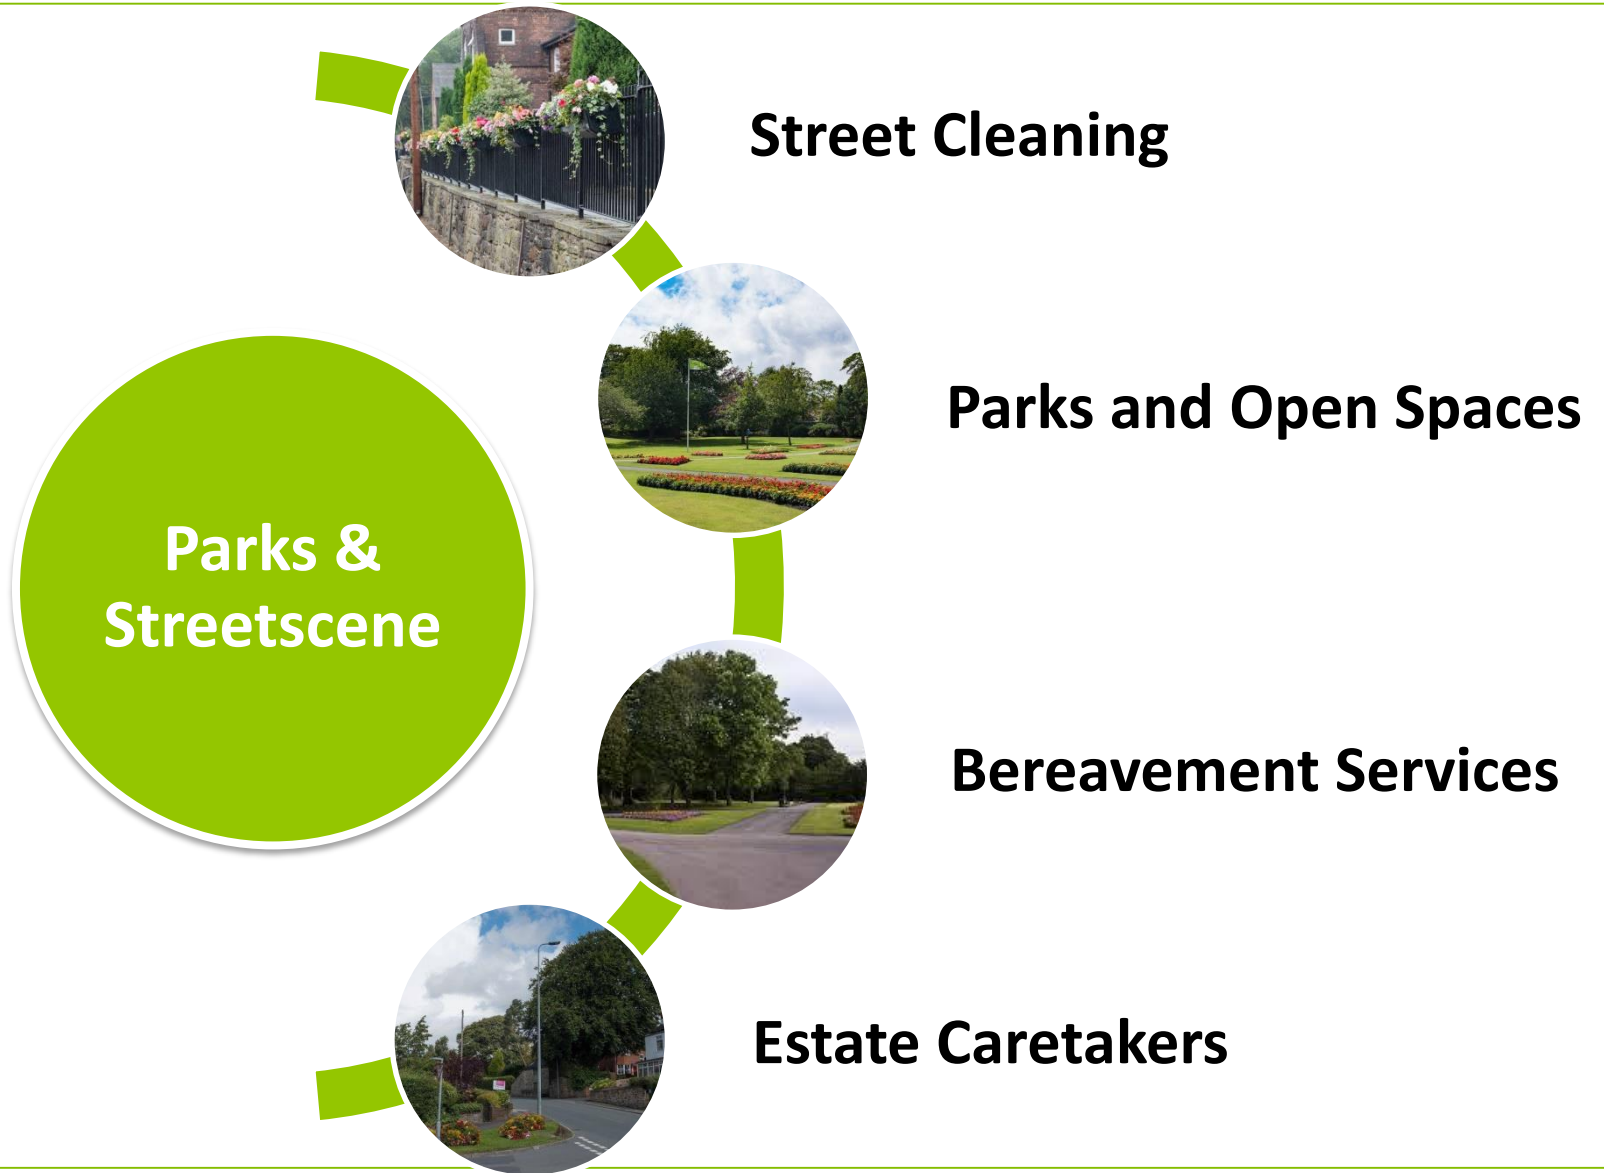 Street Cleaning
Parks and Open Spaces
Parks &
Streetscene
Bereavement Services
Estate Caretakers